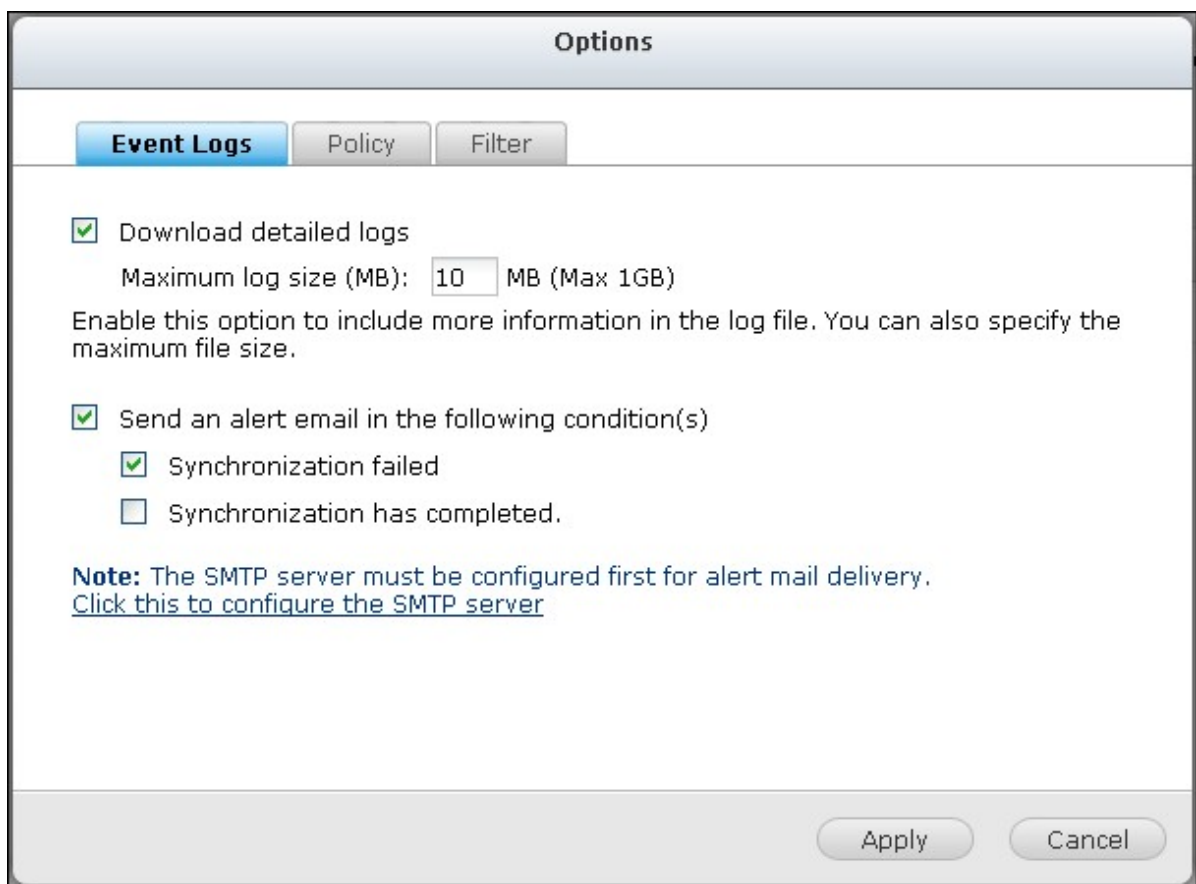 Options
Event Logs Policy Filter
Download detailed logs
Maximum log size (MB): 10 MB (Max 1GB)
Enable this option to include more information in the log file. You can also specify the
maximum file size.
Send an alert email in the following condition(s)
Synchronization failed
Synchronization has completed.
Note: The SMTP server must be configured first for alert mail delivery.
Click this to configure the SMTP server
Apply Cancel